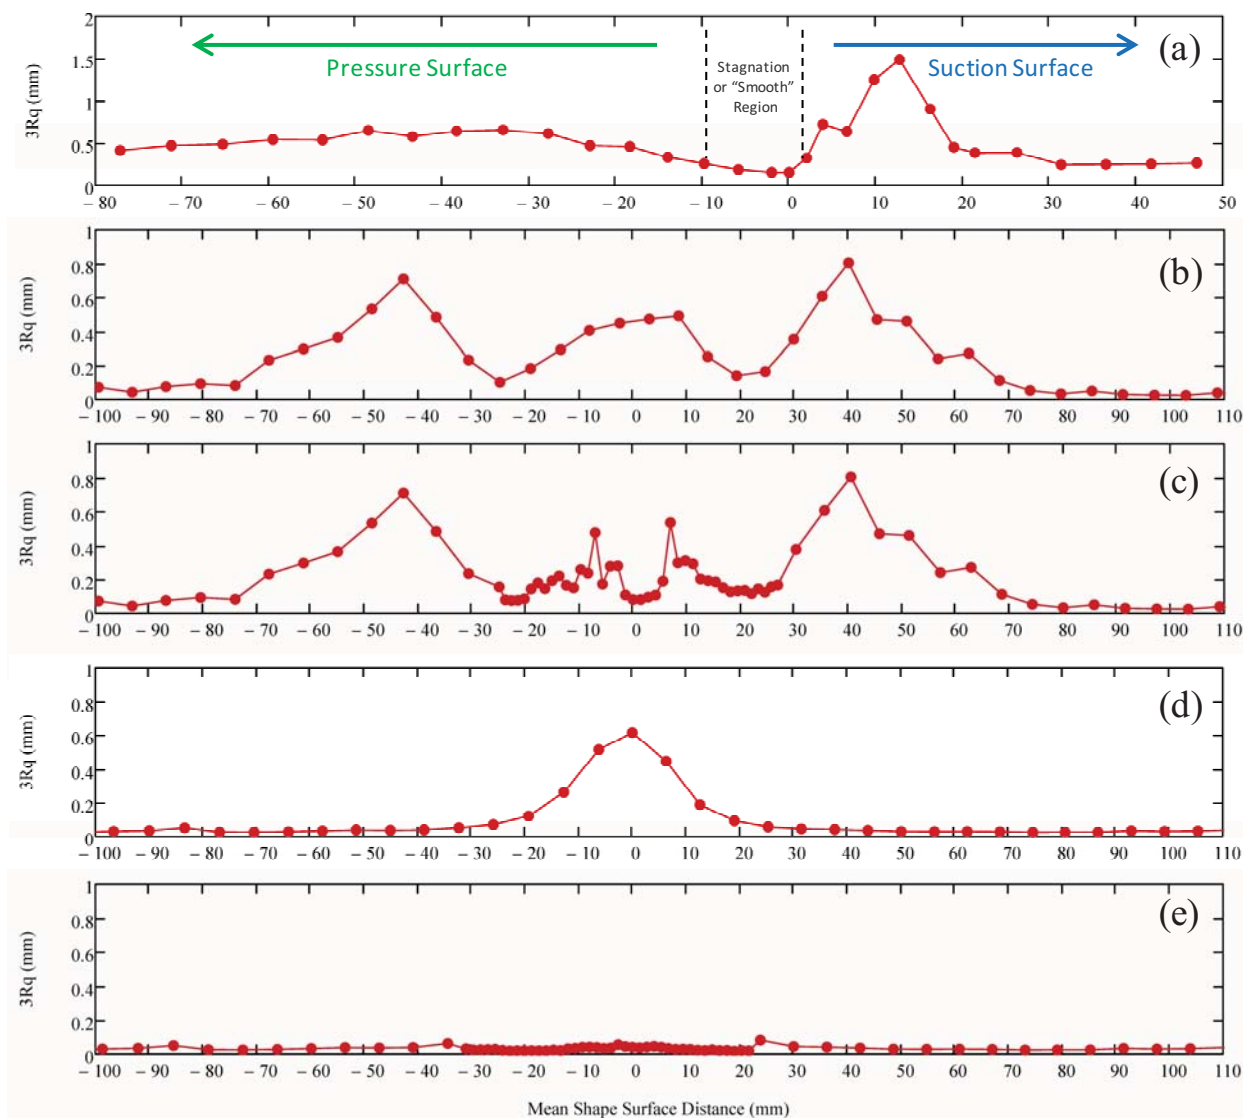 2
(a)
Pressure Surface
Stagnation
or “Smooth”
Region
Suction Surface
1.5
3Rq (mm)
1
0.5
0
– 80 – 70 – 60 – 50 – 40 – 30 – 20 – 10 0 10 20 30 40 50
1
(b)
0.8
3Rq (mm)
0.6
0.4
0.2
0
– 100 – 90 – 80 – 70 – 60 – 50 – 40 – 30 – 20 – 10 0 10 20 30 40 50 60 70 80 90 100 110
1
(c)
0.8
3Rq (mm)
0.6
0.4
0.2
0
– 100 – 90 – 80 – 70 – 60 – 50 – 40 – 30 – 20 – 10 0 10 20 30 40 50 60 70 80 90 100 110
1
(d)
0.8
3Rq (mm)
0.6
0.4
0.2
0
– 100 – 90 – 80 – 70 – 60 – 50 – 40 – 30 – 20 – 10 0 10 20 30 40 50 60 70 80 90 100 110
1
(e)
0.8
3Rq (mm)
0.6
0.4
0.2
0
– 100 – 90 – 80 – 70 – 60 – 50 – 40 – 30 – 20 – 10 0 10 20 30 40 50 60 70 80 90 100 110
Mean Shape Surface Distance (mm)